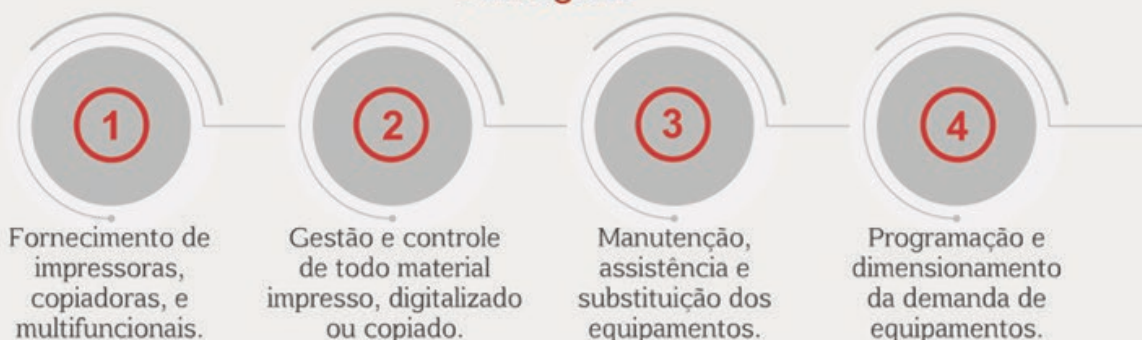 1
2
3
4
Fornecimento de
impressoras,
copiadoras, e
multifuncionais.
Gestão e controle
de todo material
impresso, digitalizado
ou copiado.
Manutenção,
assistência e
substituição dos
equipamentos.
Programação e
dimensionamento
da demanda de
equipamentos.